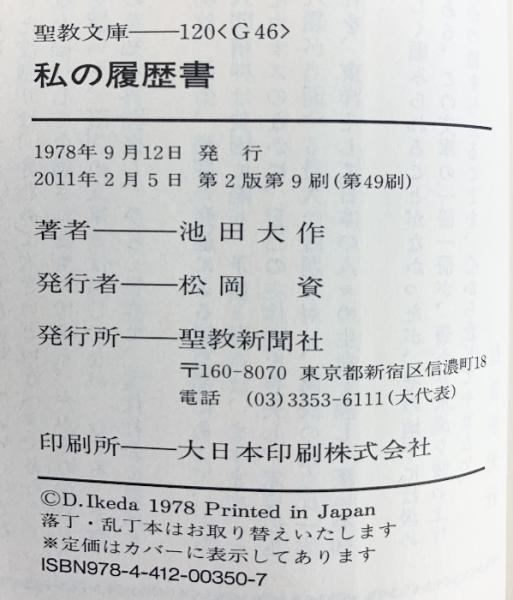 聖教文庫――120<G46>
私の履歴書
1978年9月12日 発 行
2011年2月5日 第2版第9刷(第49刷)
著者――――池田大作
発行者――松岡 資
発行所――聖教新聞社
〒160-8070 東京都新宿区信濃町18
電話 (03)3353-6111(大代表)
印刷所――大日本印刷株式会社
©D.Ikeda 1978 Printed in Japan
落丁・乱丁本はお取り替えいたします
※定価はカバーに表示してあります
ISBN978-4-412-00350-7